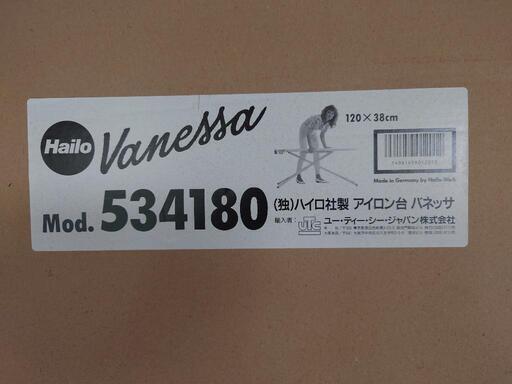 Hailo
Vanessa
120×38cm
Made in Germany by Hailo-Werk
Mod. 534180
(独)ハイロ社製 アイロン台 バネッサ
輸入者: UTC ユー・ティー・シー・ジャパン株式会社